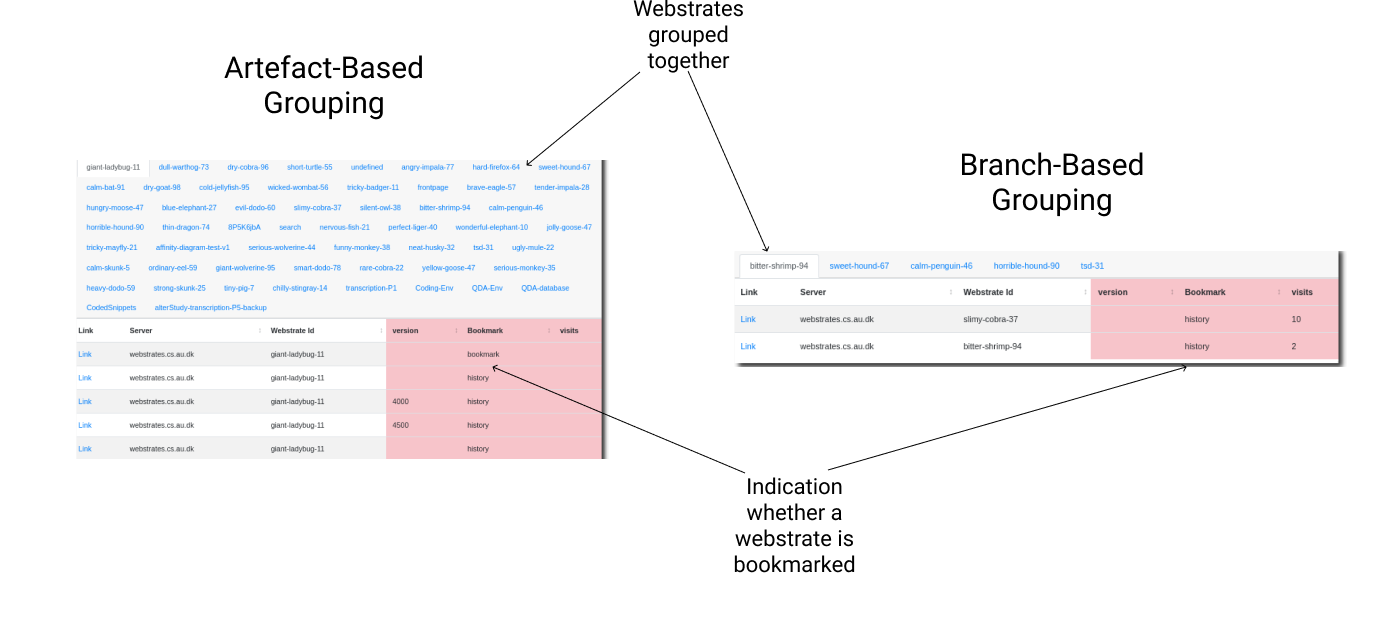 Webstrates
grouped
together
Artefact-Based
Grouping
giant-ladybug-11 dull-warthog-73 dry-cobra-96 short-turtle-55 undefined angry-impala-77 hard-firefox-64 sweet-hound-67
calm-bat-91 dry-goat-98 cold-jellyfish-95 wicked-wombat-56 tricky-badger-11 frontpage brave-eagle-57 tender-impala-28
hungry-moose-47 blue-elephant-27 evil-dodo-60 slimy-cobra-37 silent-owl-38 bitter-shrimp-94 calm-penguin-46
horrible-hound-90 thin-dragon-74 8P5K6jbA search nervous-fish-21 perfect-liger-40 wonderful-elephant-10 jolly-goose-47
tricky-mayfly-21 affinity-diagram-test-v1 serious-wolverine-44 funny-monkey-38 neat-husky-32 tsd-31 ugly-mule-22
calm-skunk-5 ordinary-eel-59 giant-wolverine-95 smart-dodo-78 rare-cobra-22 yellow-goose-47 serious-monkey-35
heavy-dodo-59 strong-skunk-25 tiny-pig-7 chilly-stingray-14 transcription-P1 Coding-Env QDA-Env QDA-database
CodedSnippets alterStudy-transcription-P5-backup
Link Server Webstrate Id version Bookmark visits
Link webstrates.cs.au.dk giant-ladybug-11 bookmark
Link webstrates.cs.au.dk giant-ladybug-11 history
Link webstrates.cs.au.dk giant-ladybug-11 4000 history
Link webstrates.cs.au.dk giant-ladybug-11 4500 history
Link webstrates.cs.au.dk giant-ladybug-11 history
Branch-Based
Grouping
bitter-shrimp-94 sweet-hound-67 calm-penguin-46 horrible-hound-90 tsd-31
Link Server Webstrate Id version Bookmark visits
Link webstrates.cs.au.dk slimy-cobra-37 history 10
Link webstrates.cs.au.dk bitter-shrimp-94 history 2
Indication
whether a
webstrate is
bookmarked